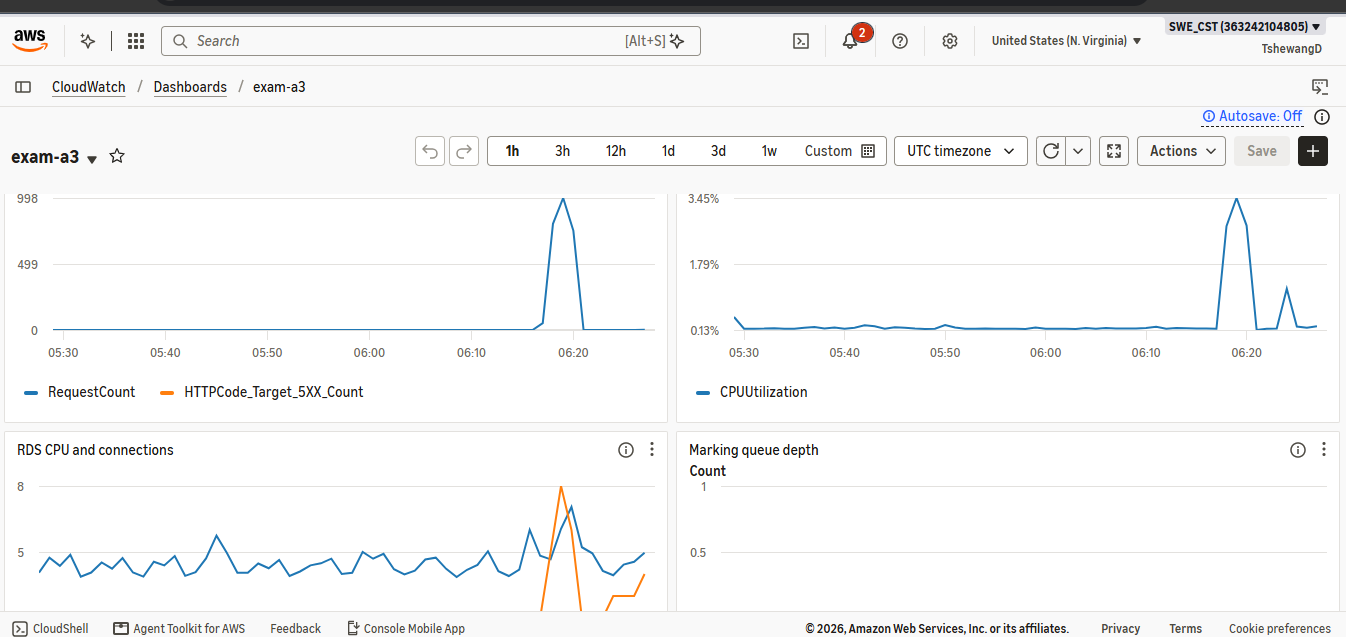 aws
Search
[Alt+S]
2
United States (N. Virginia)
SWE_CST (363242104805)
TshewangD
CloudWatch / Dashboards / exam-a3
Autosave: Off
exam-a3
1h 3h 12h 1d 3d 1w Custom
UTC timezone
Actions
Save
998
499
0
05:30 05:40 05:50 06:00 06:10 06:20
RequestCount HTTPCode_Target_5XX_Count
3.45%
1.79%
0.13%
05:30 05:40 05:50 06:00 06:10 06:20
CPUUtilization
RDS CPU and connections
8
5
Marking queue depth
Count
1
0.5
CloudShell Agent Toolkit for AWS Feedback Console Mobile App
© 2026, Amazon Web Services, Inc. or its affiliates. Privacy Terms Cookie preferences